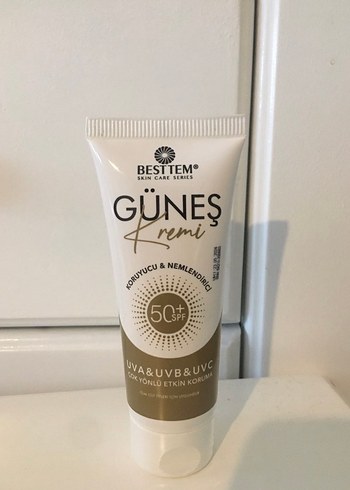 BESTTEM®
SKIN CARE SERIES
GÜNEŞ
Kremi
KORUYUCU & NEMLENDİRİCİ
50+
SPF
UVA&UVB&UVC
ÇOK YÖNLÜ ETKİN KORUMA